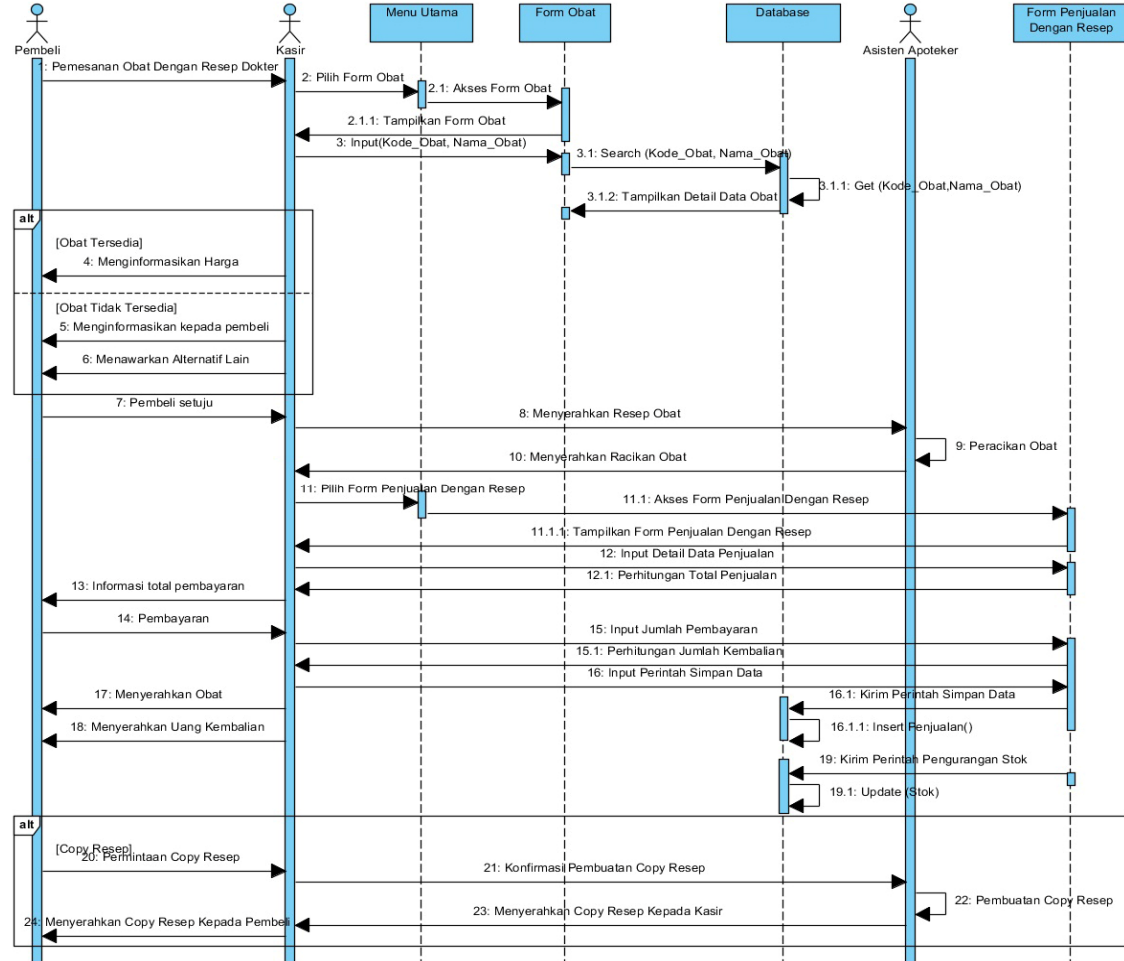 Pembeli
Kasir
Menu Utama
Form Obat
Database
Asisten Apoteker
Form Penjualan
Dengan Resep
1: Pemesanan Obat Dengan Resep Dokter
2: Pilih Form Obat
2.1: Akses Form Obat
2.1.1: Tampilkan Form Obat
3: Input(Kode_Obat, Nama_Obat)
3.1: Search (Kode_Obat, Nama_Obat)
3.1.1: Get (Kode_Obat,Nama_Obat)
3.1.2: Tampilkan Detail Data Obat
alt
[Obat Tersedia]
4: Menginformasikan Harga
[Obat Tidak Tersedia]
5: Menginformasikan kepada pembeli
6: Menawarkan Alternatif Lain
7: Pembeli setuju
8: Menyerahkan Resep Obat
9: Peracikan Obat
10: Menyerahkan Racikan Obat
11: Pilih Form Penjualan Dengan Resep
11.1: Akses Form Penjualan Dengan Resep
11.1.1: Tampilkan Form Penjualan Dengan Resep
12: Input Detail Data Penjualan
12.1: Perhitungan Total Penjualan
13: Informasi total pembayaran
14: Pembayaran
15: Input Jumlah Pembayaran
15.1: Perhitungan Jumlah Kembalian
16: Input Perintah Simpan Data
17: Menyerahkan Obat
16.1: Kirim Perintah Simpan Data
18: Menyerahkan Uang Kembalian
16.1.1: Insert Penjualan()
19: Kirim Perintah Pengurangan Stok
19.1: Update (Stok)
alt
[Copy Resep]
20: Permintaan Copy Resep
21: Konfirmasi Pembuatan Copy Resep
22: Pembuatan Copy Resep
23: Menyerahkan Copy Resep Kepada Kasir
24: Menyerahkan Copy Resep Kepada Pembeli